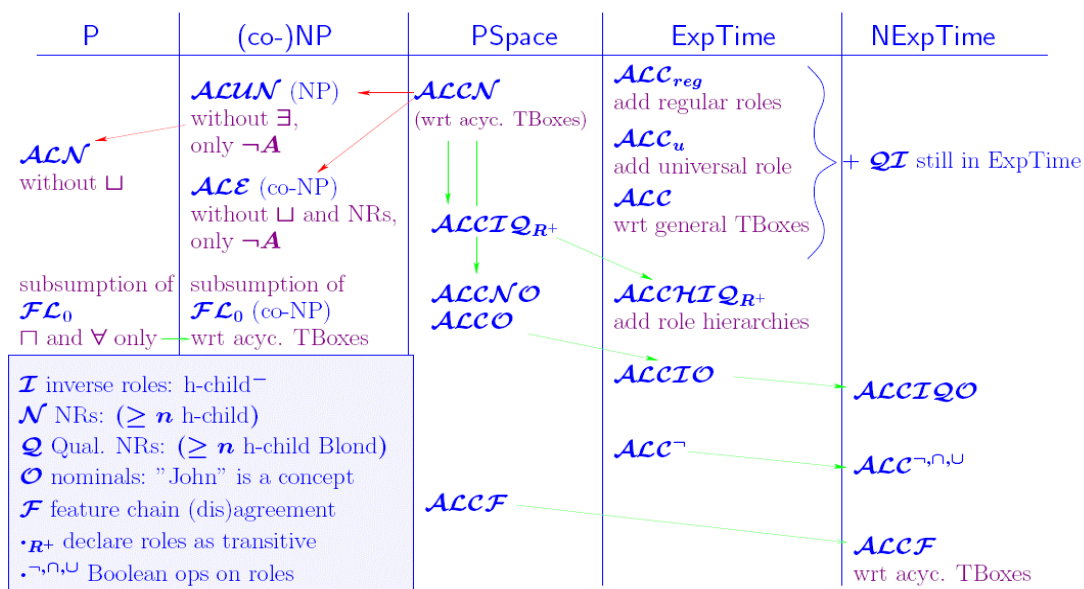 P
(co-)NP
PSpace
ExpTime
NExpTime
ALUN (NP)
without ∃,
only ¬A
ALN
without ⊔
ALE (co-NP)
without ⊔ and NRs,
only ¬A
subsumption of
FL₀
⊓ and ∀ only
subsumption of
FL₀ (co-NP)
wrt acyc. TBoxes
ALCN
(wrt acyc. TBoxes)
ALCIQ_R⁺
ALCNO
ALCO
ALCF
ALC_reg
add regular roles
ALC_u
add universal role
ALC
wrt general TBoxes
+ QI still in ExpTime
ALCHIQ_R⁺
add role hierarchies
ALCIO
ALC^¬
ALCIQO
ALC^¬,∩,∪
ALCF
wrt acyc. TBoxes
I inverse roles: h-child⁻
N NRs: (≥ n h-child)
Q Qual. NRs: (≥ n h-child Blond)
O nominals: "John" is a concept
F feature chain (dis)agreement
·_R⁺ declare roles as transitive
·^¬,∩,∪ Boolean ops on roles